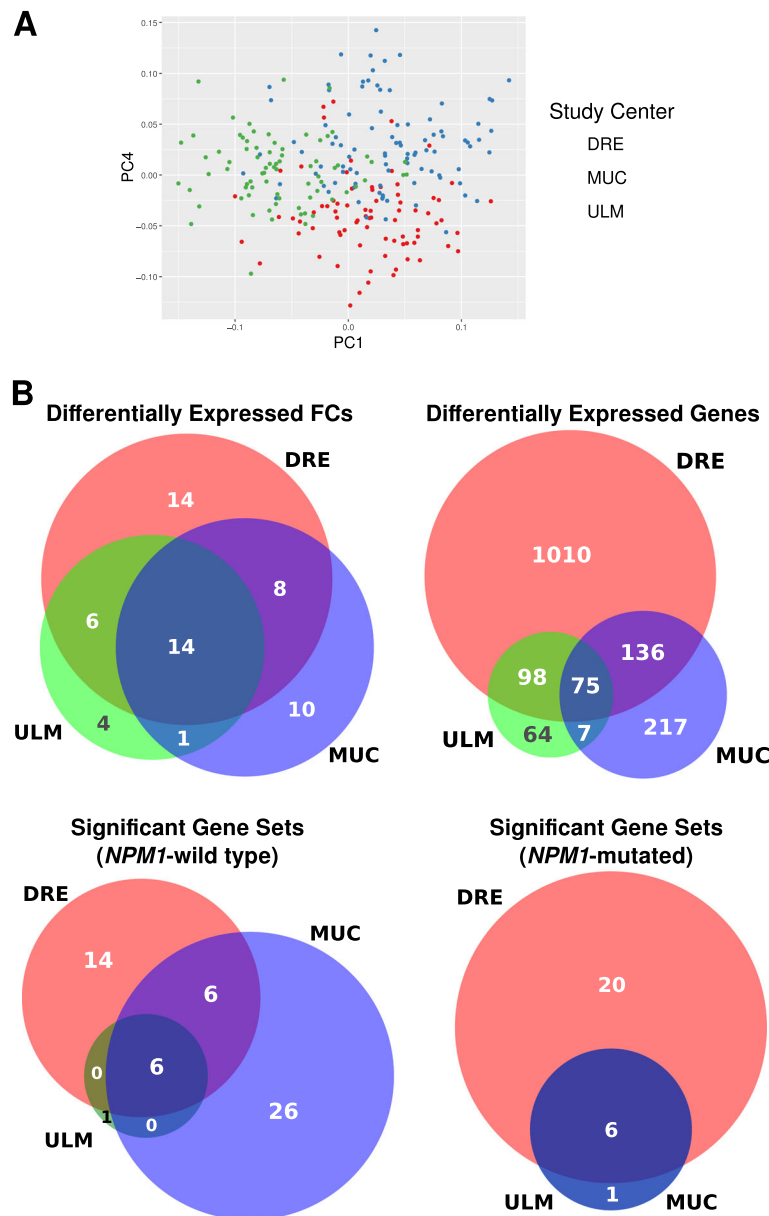 A
0.15
0.10
0.05
0.00
−0.05
−0.10
PC4
−0.1
0.0
0.1
PC1
Study Center
DRE
MUC
ULM
B
Differentially Expressed FCs
DRE
14
8
6
14
4
1
10
ULM
MUC
Differentially Expressed Genes
DRE
1010
136
98
75
64
7
217
ULM
MUC
Significant Gene Sets
(NPM1-wild type)
DRE
MUC
14
6
0
6
1
0
26
ULM
Significant Gene Sets
(NPM1-mutated)
DRE
20
6
1
ULM
MUC